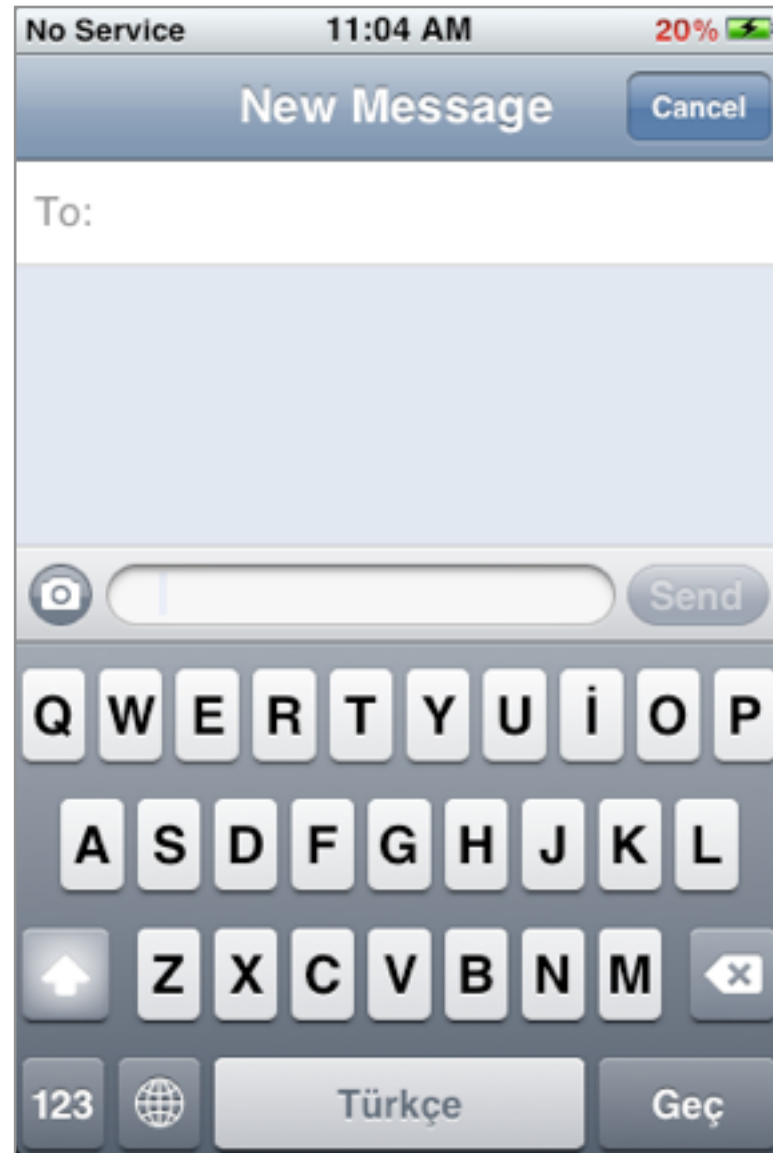 No Service 11:04 AM 20%
New Message Cancel
To:
Send
Q W E R T Y U İ O P
A S D F G H J K L
Z X C V B N M
123 Türkçe Geç